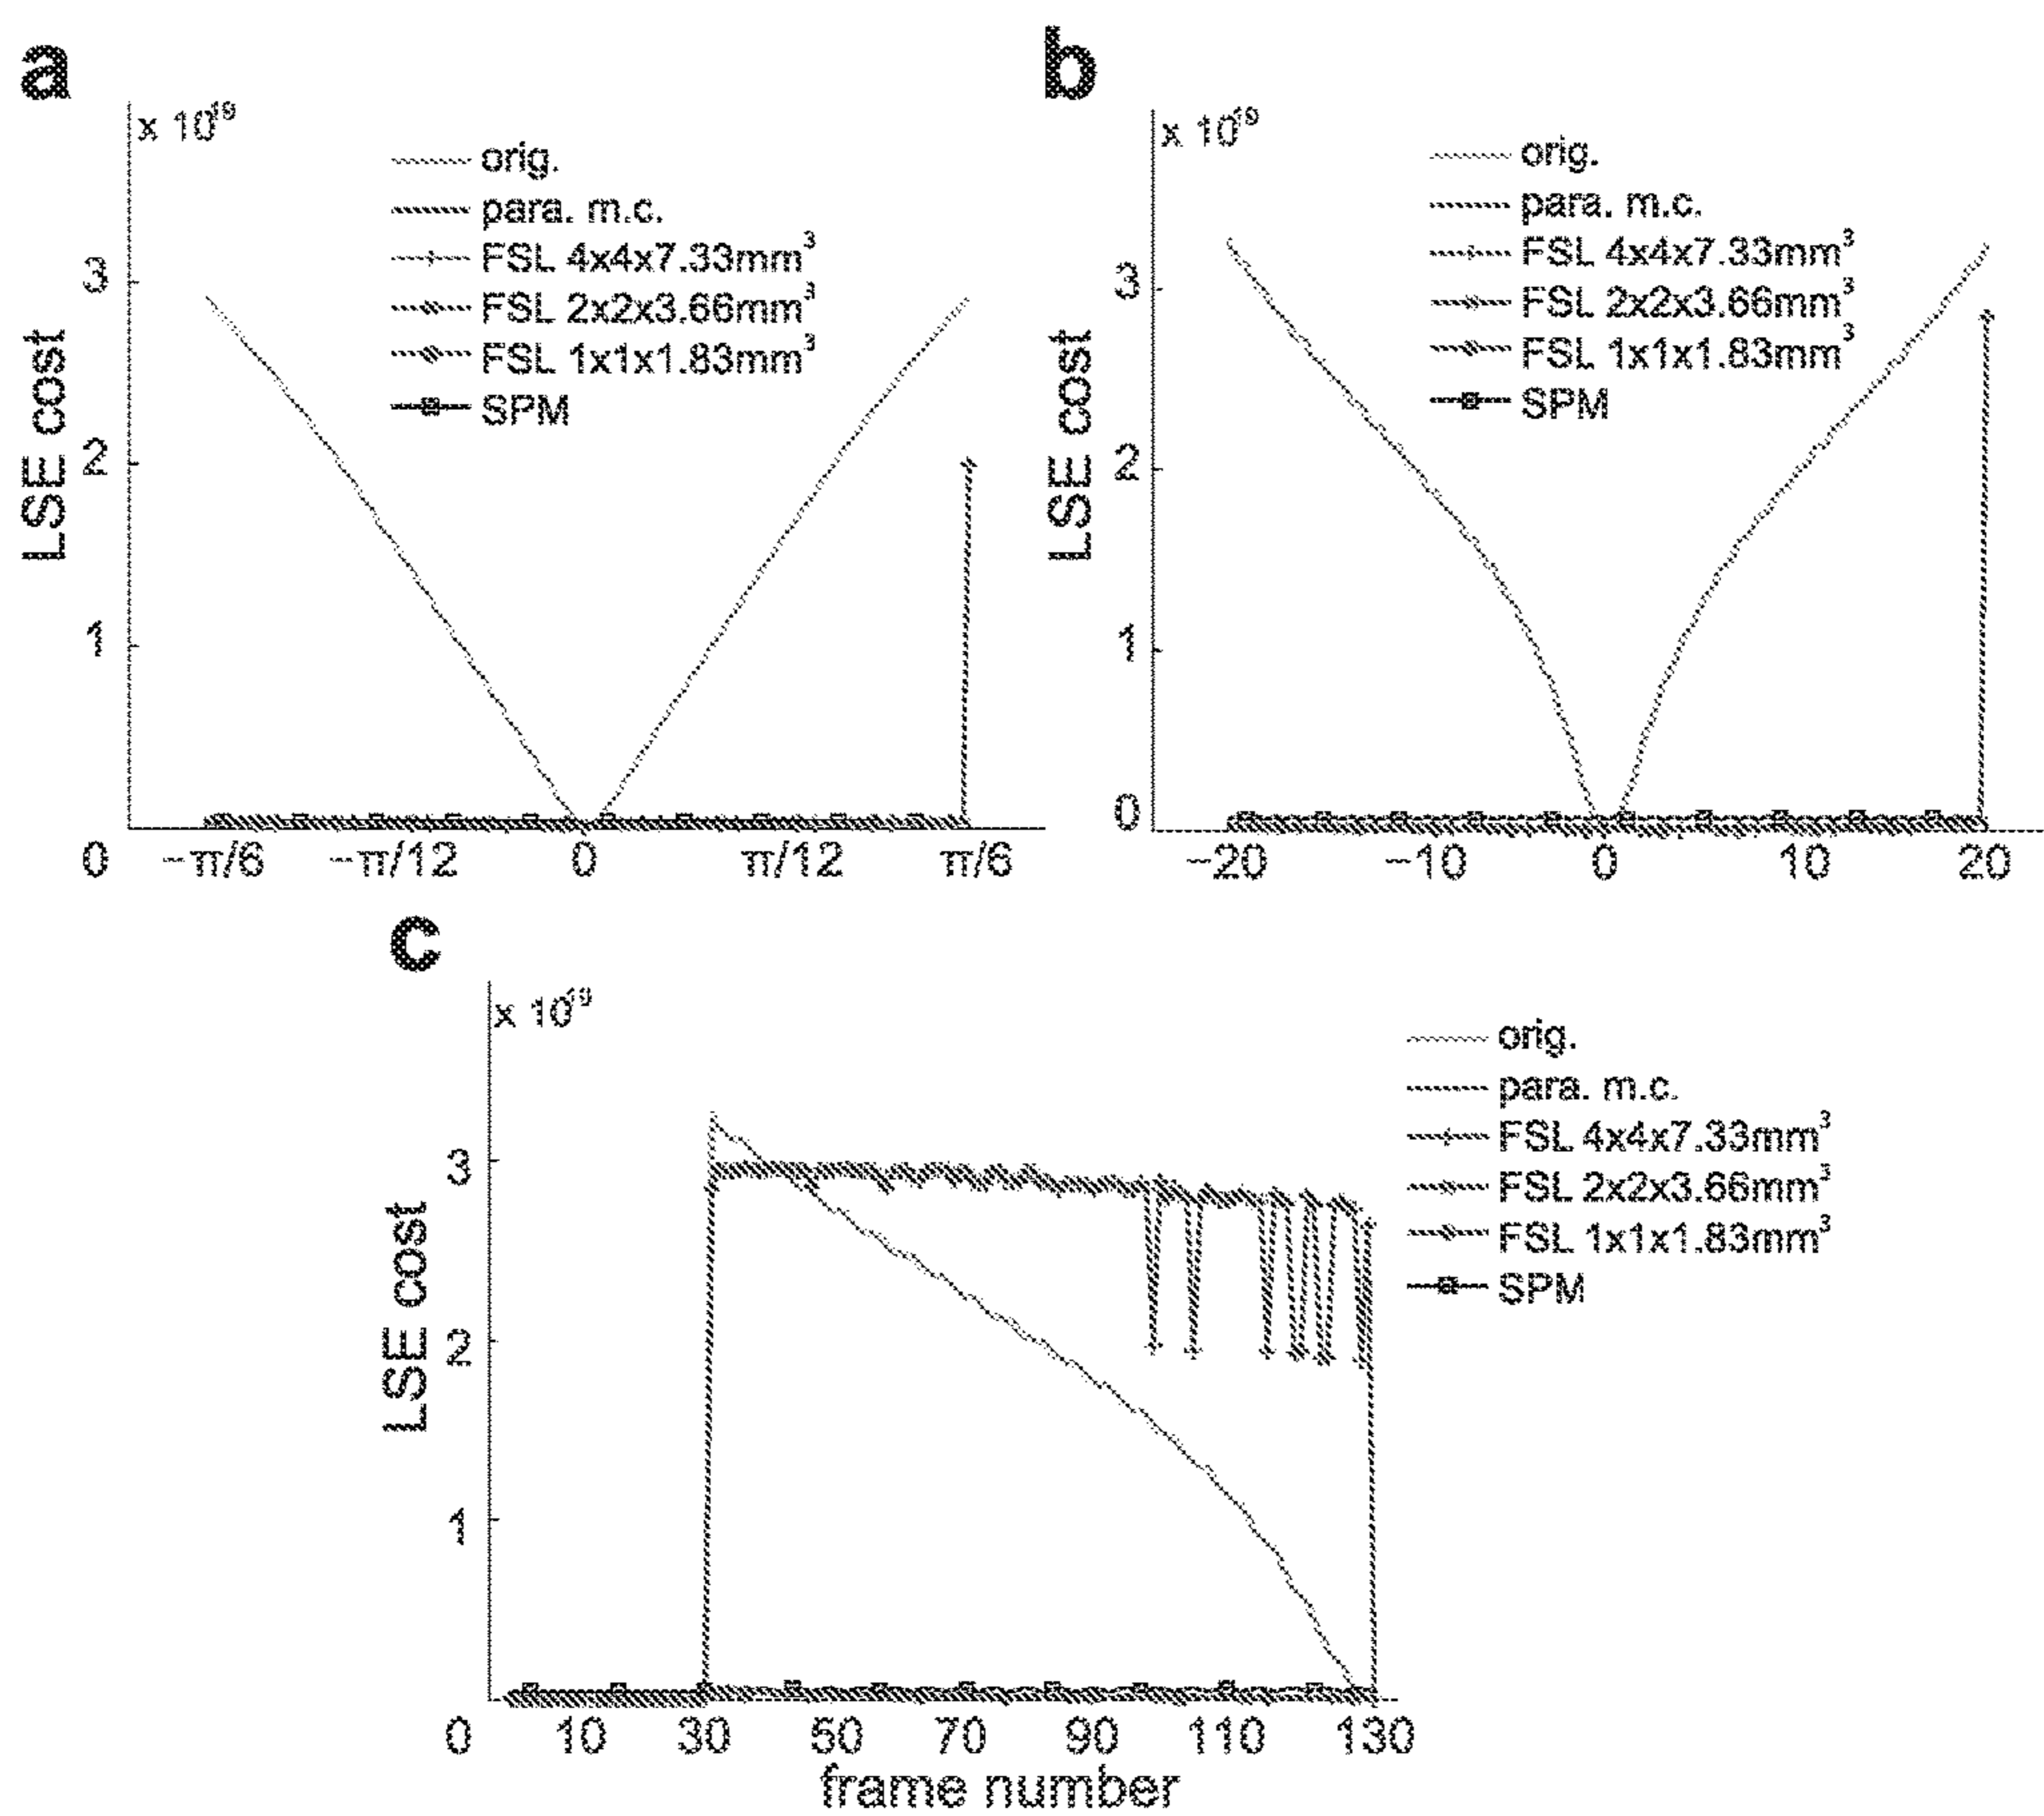 a
x 10^19
orig.
para. m.c.
FSL 4x4x7.33mm³
FSL 2x2x3.66mm³
FSL 1x1x1.83mm³
SPM
LSE cost
3
2
1
0 −π/6 −π/12 0 π/12 π/6
b
x 10^19
orig.
para. m.c.
FSL 4x4x7.33mm³
FSL 2x2x3.66mm³
FSL 1x1x1.83mm³
SPM
LSE cost
3
2
1
0
−20 −10 0 10 20
c
x 10^19
orig.
para. m.c.
FSL 4x4x7.33mm³
FSL 2x2x3.66mm³
FSL 1x1x1.83mm³
SPM
LSE cost
3
2
1
0 10 30 50 70 90 110 130
frame number